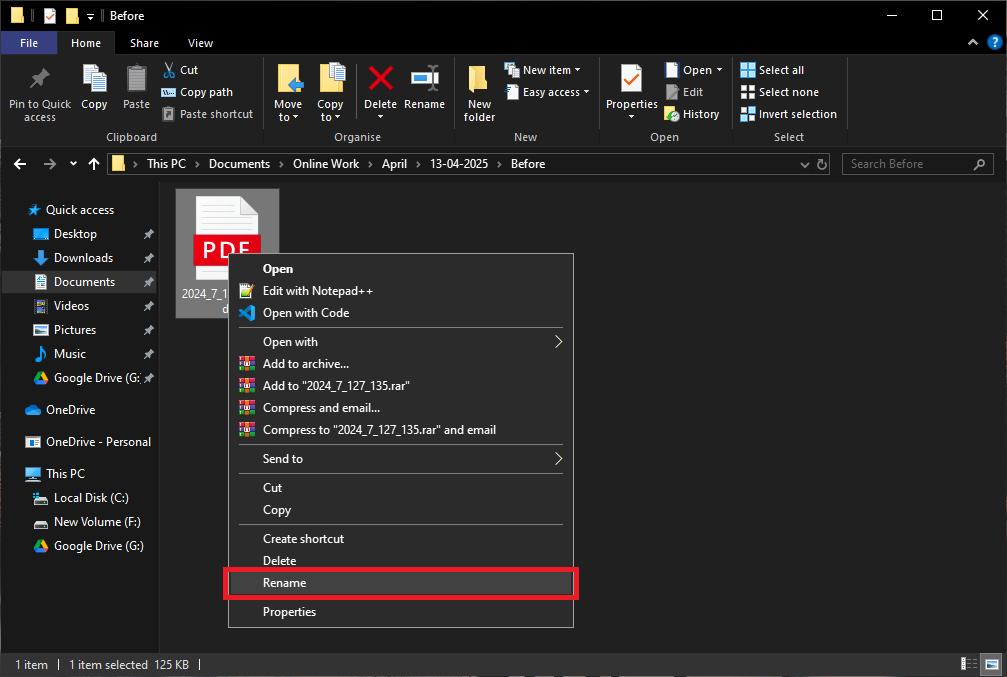 Before
File Home Share View
Pin to Quick access
Copy
Paste
Cut
Copy path
Paste shortcut
Clipboard
Move to
Copy to
Delete
Rename
Organise
New folder
New item
Easy access
New
Properties
Open
Edit
History
Open
Select all
Select none
Invert selection
Select
This PC > Documents > Online Work > April > 13-04-2025 > Before
Search Before
Quick access
Desktop
Downloads
Documents
Videos
Pictures
Music
Google Drive (G:
OneDrive
OneDrive - Personal
This PC
Local Disk (C:)
New Volume (F:)
Google Drive (G:)
PDF
2024_7_1
d
Open
Edit with Notepad++
Open with Code
Open with
Add to archive...
Add to "2024_7_127_135.rar"
Compress and email...
Compress to "2024_7_127_135.rar" and email
Send to
Cut
Copy
Create shortcut
Delete
Rename
Properties
1 item | 1 item selected 125 KB |